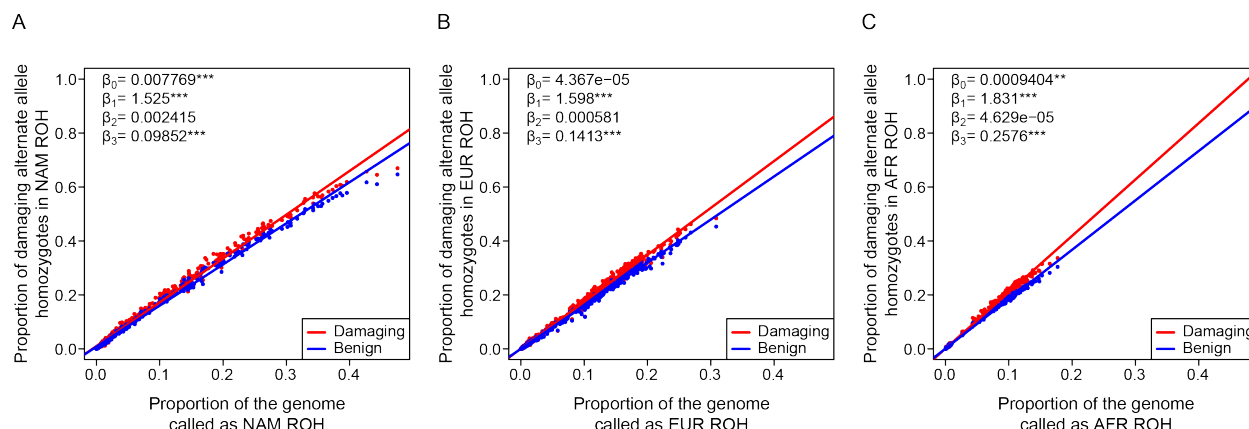 A
B
C
Proportion of damaging alternate allele
homozygotes in NAM ROH
1.0
0.8
0.6
0.4
0.2
0.0
β0= 0.007769***
β1= 1.525***
β2= 0.002415
β3= 0.09852***
Damaging
Benign
0.0 0.1 0.2 0.3 0.4
Proportion of the genome
called as NAM ROH
Proportion of damaging alternate allele
homozygotes in EUR ROH
1.0
0.8
0.6
0.4
0.2
0.0
β0= 4.367e−05
β1= 1.598***
β2= 0.000581
β3= 0.1413***
Damaging
Benign
0.0 0.1 0.2 0.3 0.4
Proportion of the genome
called as EUR ROH
Proportion of damaging alternate allele
homozygotes in AFR ROH
1.0
0.8
0.6
0.4
0.2
0.0
β0= 0.0009404**
β1= 1.831***
β2= 4.629e−05
β3= 0.2576***
Damaging
Benign
0.0 0.1 0.2 0.3 0.4
Proportion of the genome
called as AFR ROH